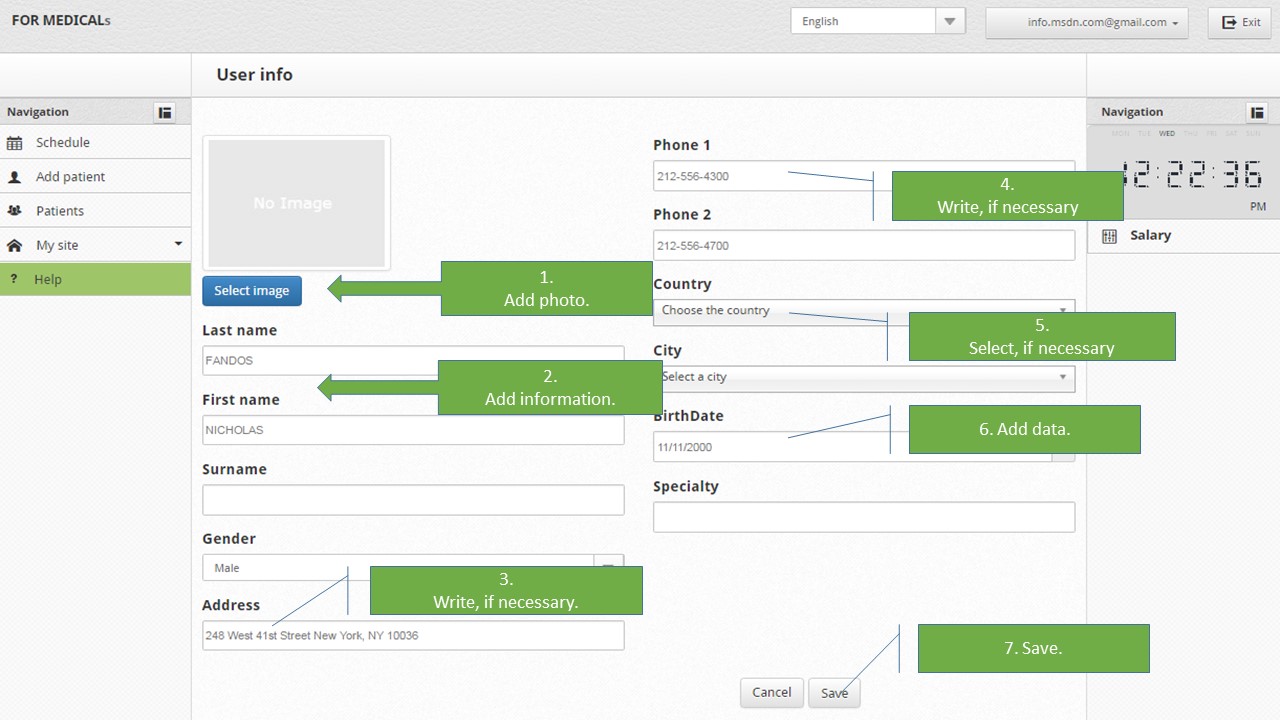 FOR MEDICALs
English
info.msdn.com@gmail.com
Exit
User info
Navigation
Schedule
Add patient
Patients
My site
? Help
No Image
Select image
1.
Add photo.
Last name
FANDOS
2.
Add information.
First name
NICHOLAS
Surname
Gender
Male
3.
Write, if necessary.
Address
248 West 41st Street New York, NY 10036
Phone 1
212-556-4300
4.
Write, if necessary
Phone 2
212-556-4700
Country
Choose the country
5.
Select, if necessary
City
Select a city
BirthDate
11/11/2000
6. Add data.
Specialty
7. Save.
Cancel
Save
Navigation
MON TUE WED THU FRI SAT SUN
12:22:36
PM
Salary